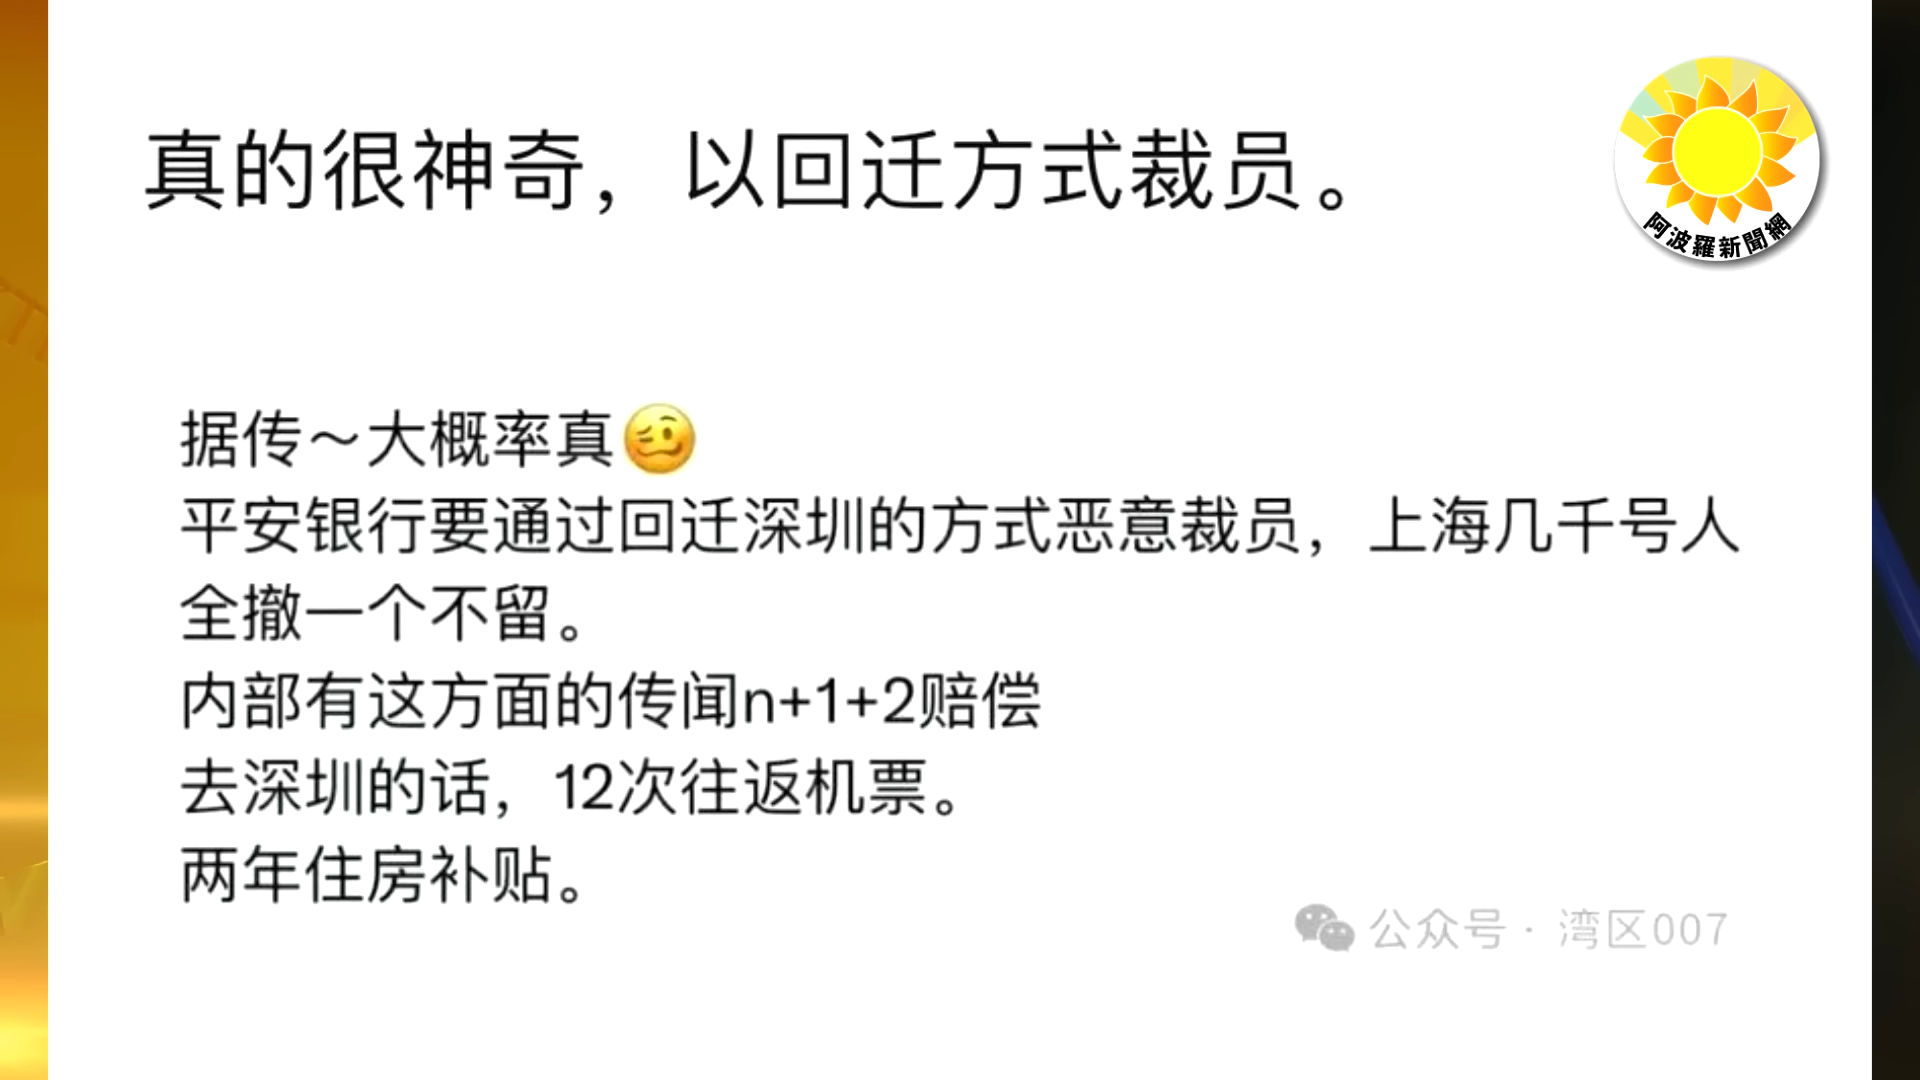 真的很神奇，以回迁方式裁员。
阿波羅新聞網
据传～大概率真🥴
平安银行要通过回迁深圳的方式恶意裁员，上海几千号人
全撤一个不留。
内部有这方面的传闻n+1+2赔偿
去深圳的话，12次往返机票。
两年住房补贴。
公众号 · 湾区007